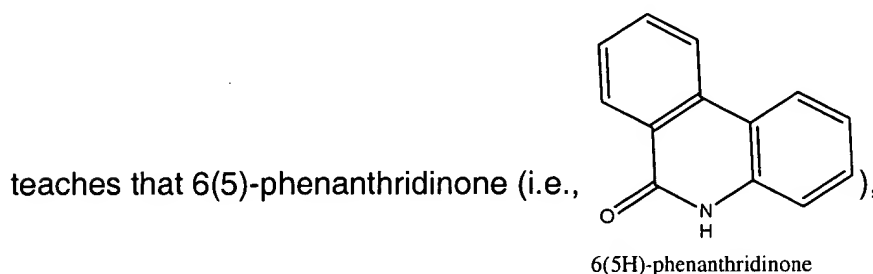 teaches that 6(5)-phenanthridinone (i.e., ),
O
N
H
6(5H)-phenanthridinone